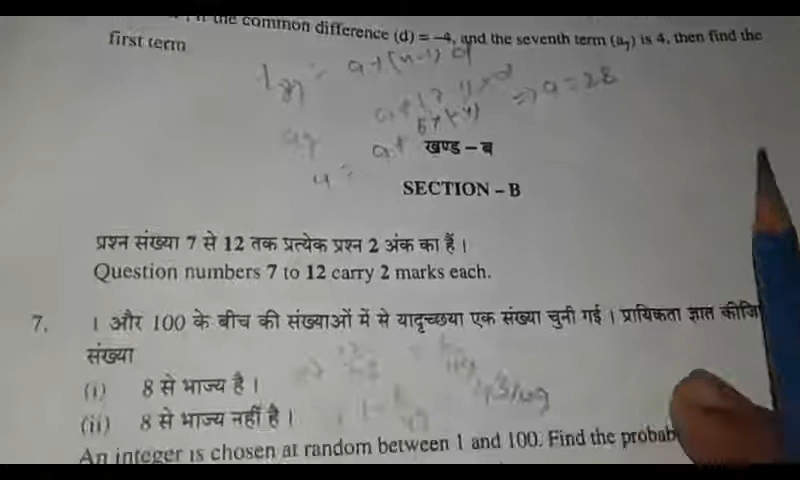 the common difference (d) = –4, and the seventh term (a₇) is 4, then find the
first term
a + (n-1) d
⇒ a = 28
खण्ड – ब
SECTION – B
प्रश्न संख्या 7 से 12 तक प्रत्येक प्रश्न 2 अंक का हैं ।
Question numbers 7 to 12 carry 2 marks each.
7. 1 और 100 के बीच की संख्याओं में से यादृच्छया एक संख्या चुनी गई । प्रायिकता ज्ञात कीजि
संख्या
(i) 8 से भाज्य है ।
(ii) 8 से भाज्य नहीं है ।
An integer is chosen at random between 1 and 100. Find the probab